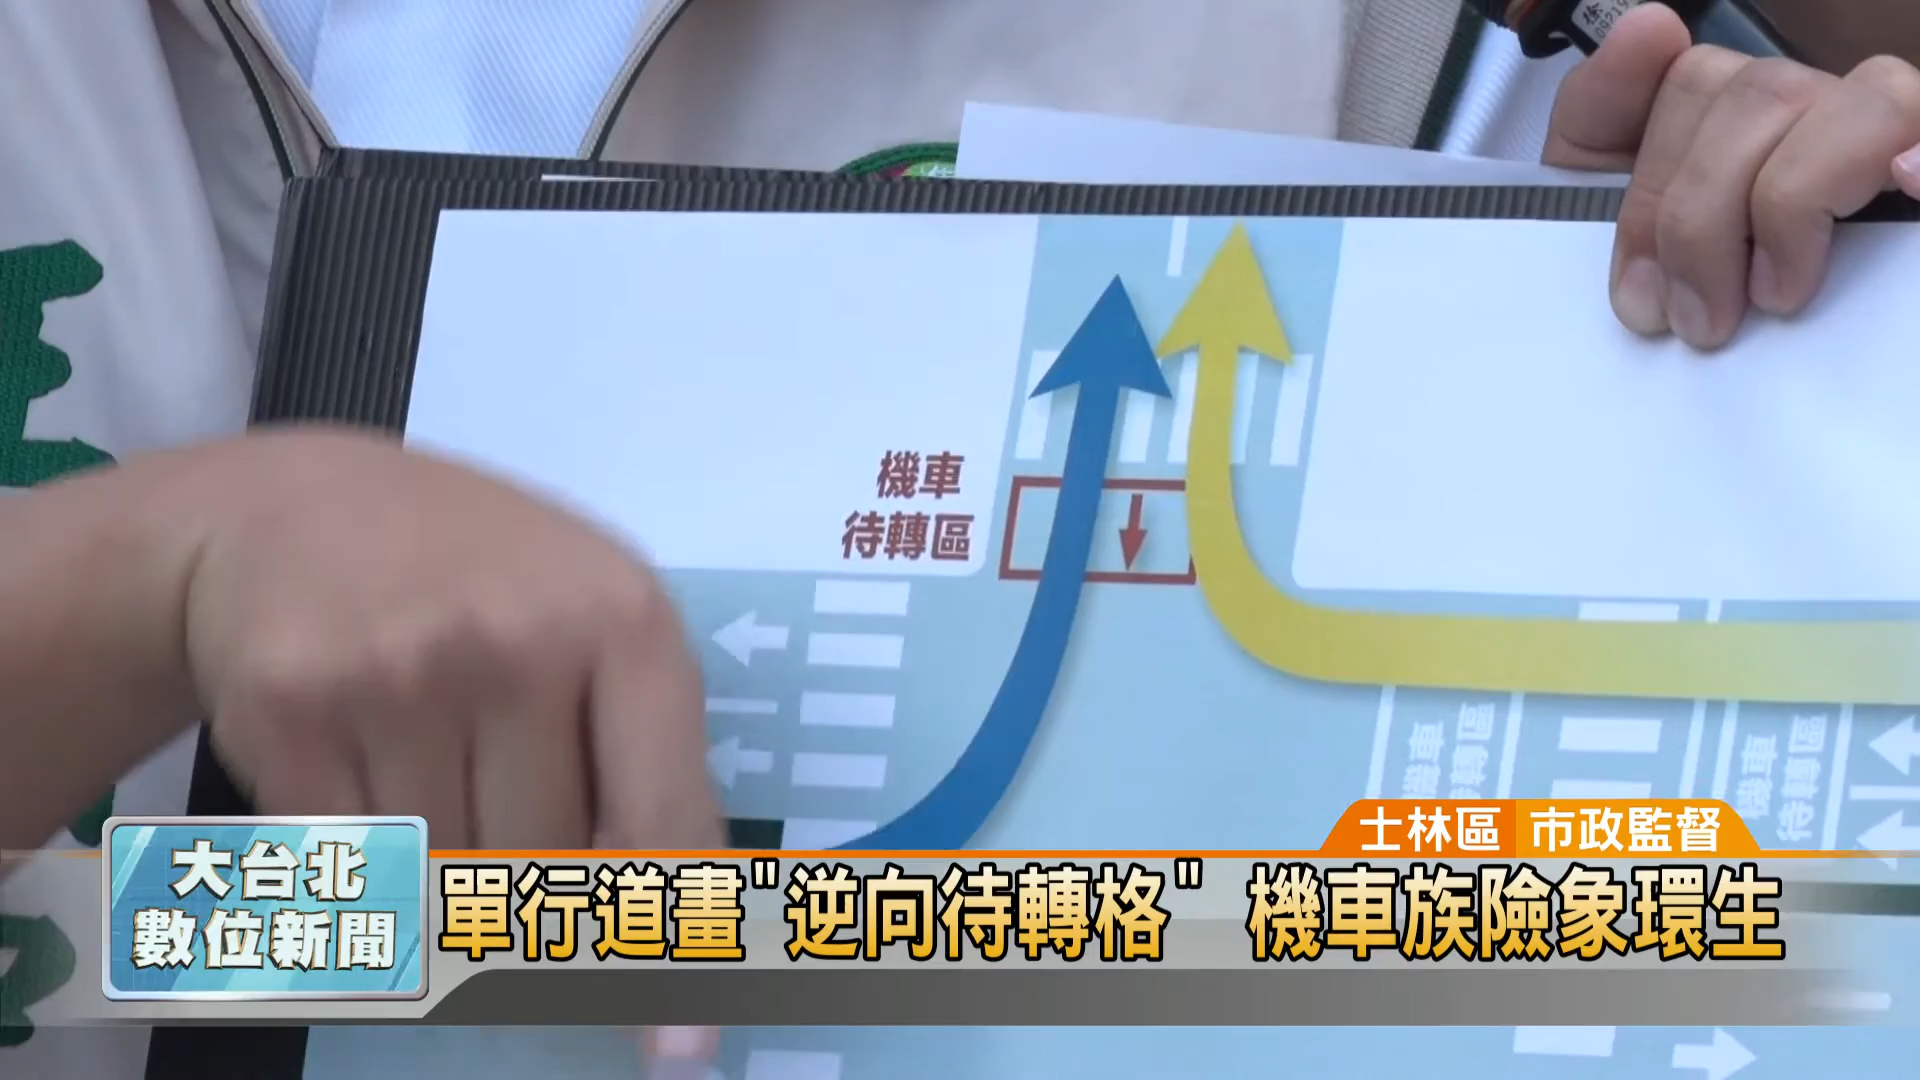 徐
機車
待轉區
機車
待轉區
機車
待轉區
士林區 市政監督
大台北
數位新聞
單行道畫"逆向待轉格" 機車族險象環生